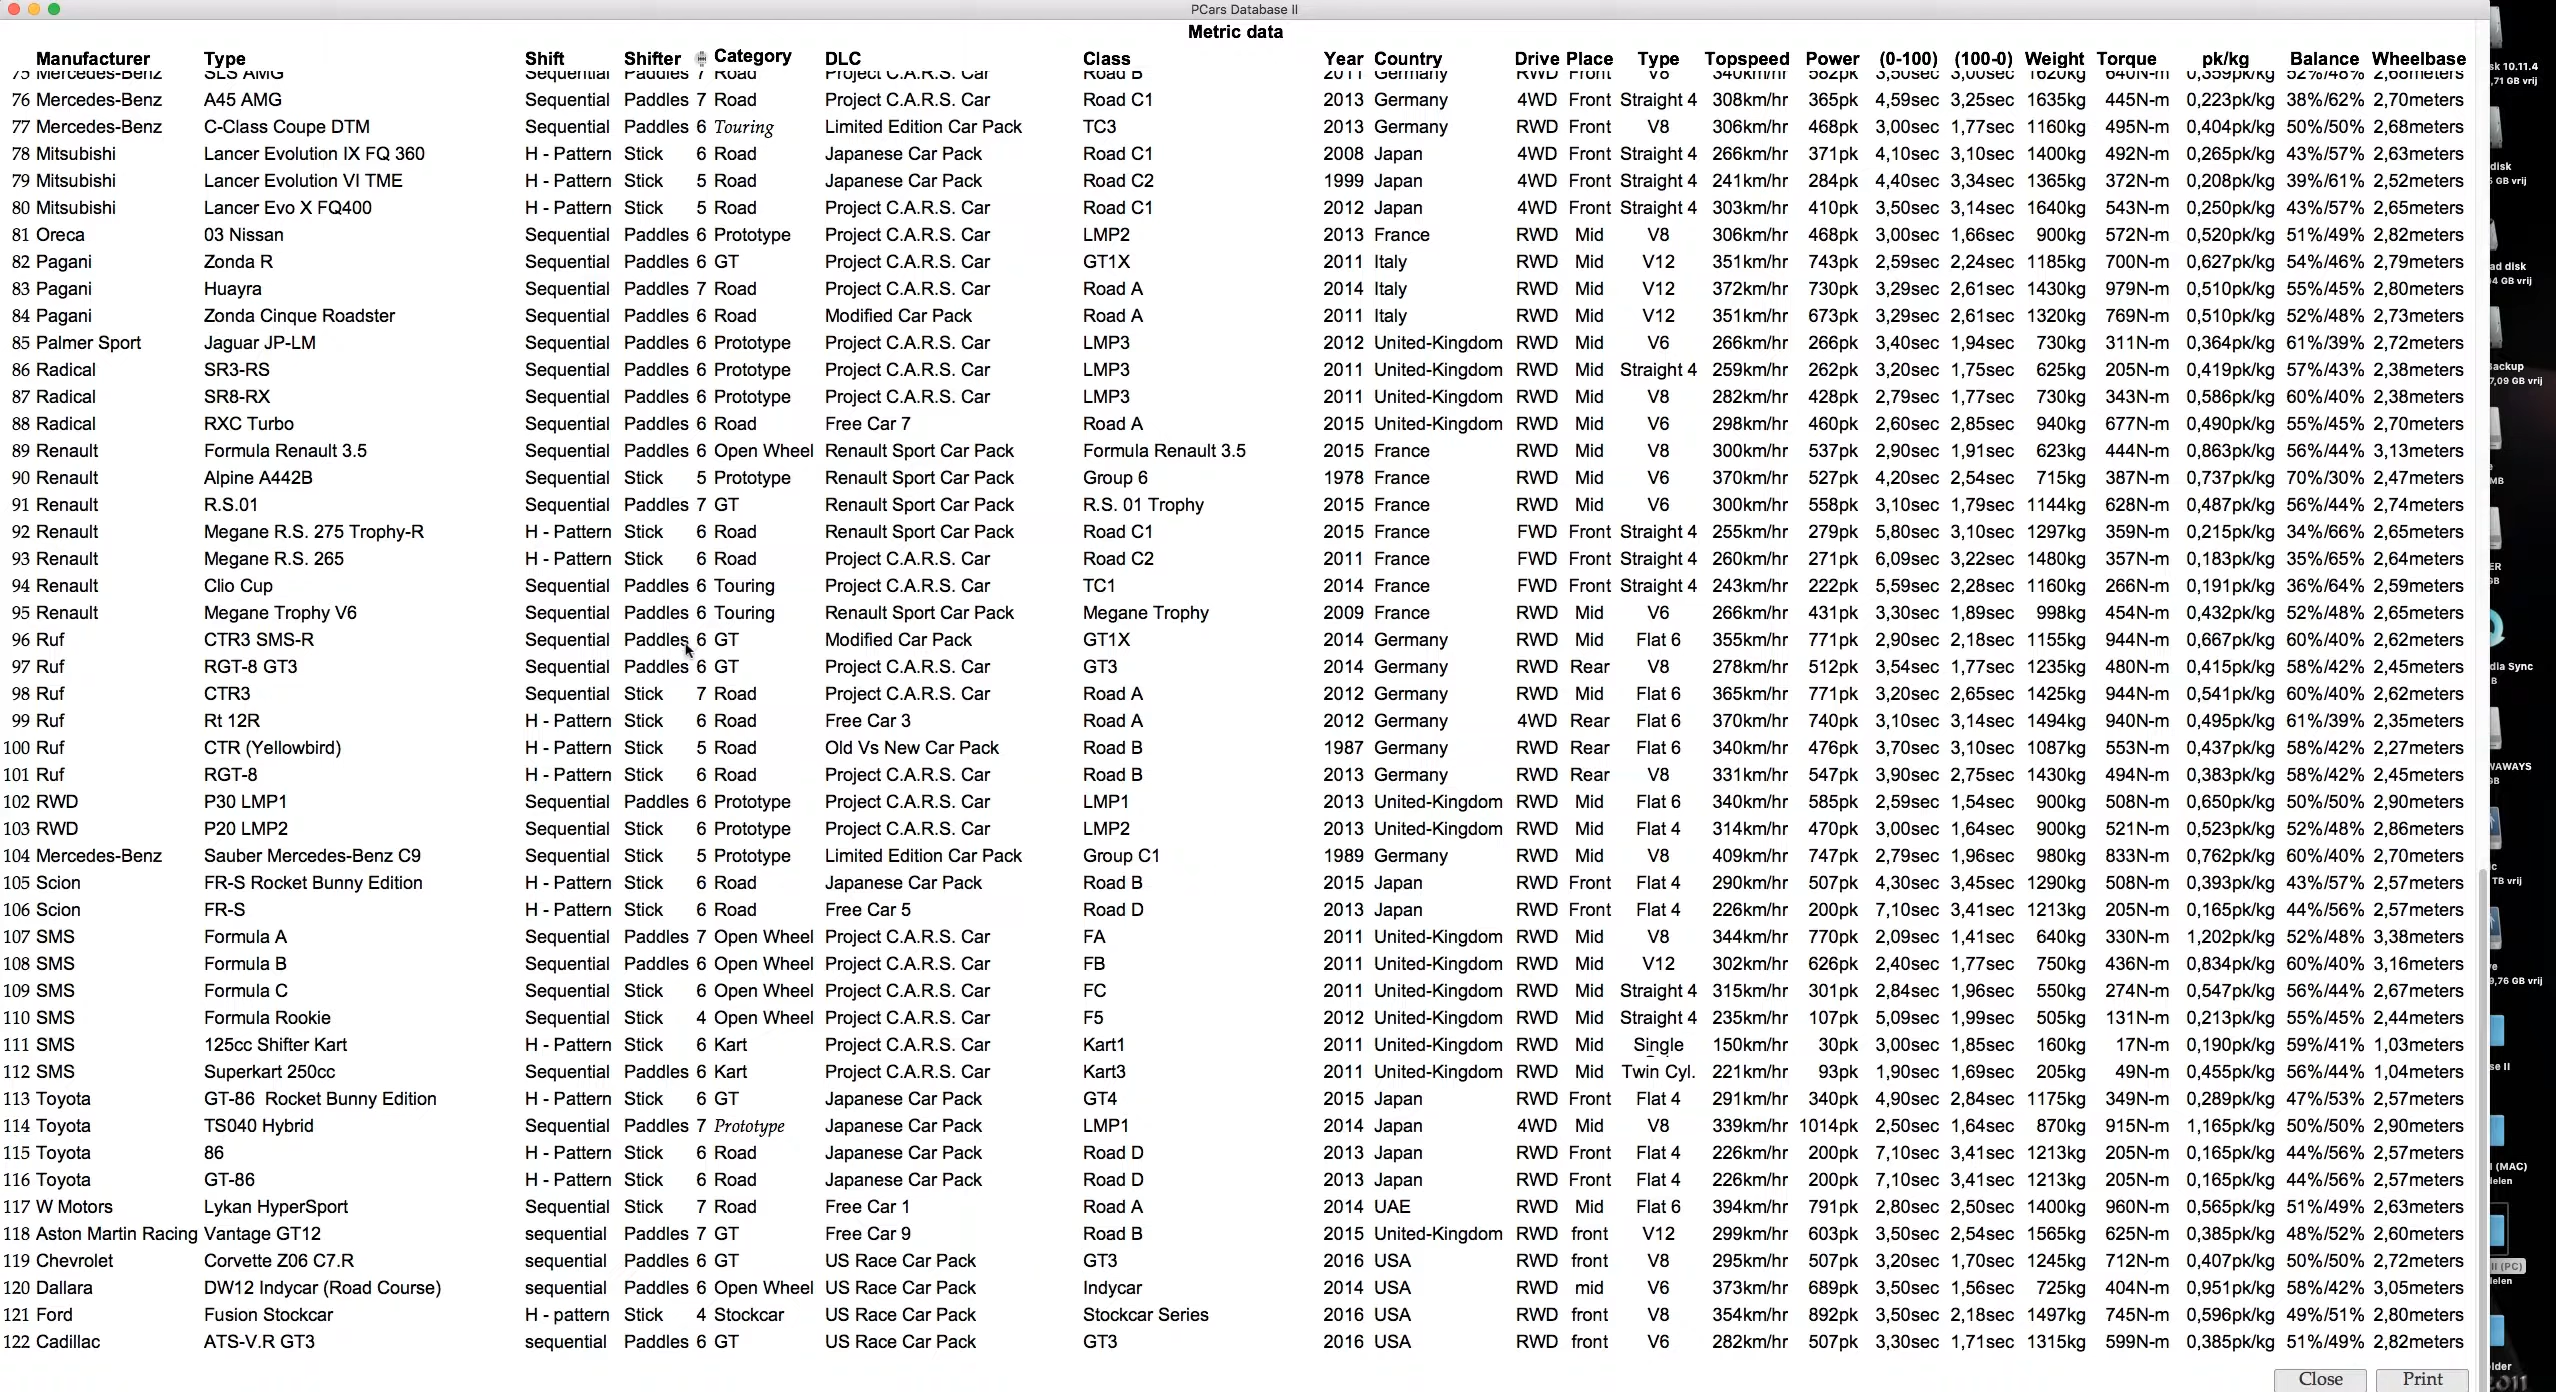 PCars Database II
Metric data
Manufacturer Type Shift Shifter Category DLC Class Year Country Drive Place Type Topspeed Power (0-100) (100-0) Weight Torque pk/kg Balance Wheelbase
75 Mercedes-Benz SLS AMG Sequential Paddles 7 Road Project C.A.R.S. Car Road B 2011 Germany RWD Front V8 340km/hr 582pk 3,50sec 3,00sec 1620kg 640N-m 0,359pk/kg 52%/48% 2,68meters
76 Mercedes-Benz A45 AMG Sequential Paddles 7 Road Project C.A.R.S. Car Road C1 2013 Germany 4WD Front Straight 4 308km/hr 365pk 4,59sec 3,25sec 1635kg 445N-m 0,223pk/kg 38%/62% 2,70meters
77 Mercedes-Benz C-Class Coupe DTM Sequential Paddles 6 Touring Limited Edition Car Pack TC3 2013 Germany RWD Front V8 306km/hr 468pk 3,00sec 1,77sec 1160kg 495N-m 0,404pk/kg 50%/50% 2,68meters
78 Mitsubishi Lancer Evolution IX FQ 360 H - Pattern Stick 6 Road Japanese Car Pack Road C1 2008 Japan 4WD Front Straight 4 266km/hr 371pk 4,10sec 3,10sec 1400kg 492N-m 0,265pk/kg 43%/57% 2,63meters
79 Mitsubishi Lancer Evolution VI TME H - Pattern Stick 5 Road Japanese Car Pack Road C2 1999 Japan 4WD Front Straight 4 241km/hr 284pk 4,40sec 3,34sec 1365kg 372N-m 0,208pk/kg 39%/61% 2,52meters
80 Mitsubishi Lancer Evo X FQ400 H - Pattern Stick 5 Road Project C.A.R.S. Car Road C1 2012 Japan 4WD Front Straight 4 303km/hr 410pk 3,50sec 3,14sec 1640kg 543N-m 0,250pk/kg 43%/57% 2,65meters
81 Oreca 03 Nissan Sequential Paddles 6 Prototype Project C.A.R.S. Car LMP2 2013 France RWD Mid V8 306km/hr 468pk 3,00sec 1,66sec 900kg 572N-m 0,520pk/kg 51%/49% 2,82meters
82 Pagani Zonda R Sequential Paddles 6 GT Project C.A.R.S. Car GT1X 2011 Italy RWD Mid V12 351km/hr 743pk 2,59sec 2,24sec 1185kg 700N-m 0,627pk/kg 54%/46% 2,79meters
83 Pagani Huayra Sequential Paddles 7 Road Project C.A.R.S. Car Road A 2014 Italy RWD Mid V12 372km/hr 730pk 3,29sec 2,61sec 1430kg 979N-m 0,510pk/kg 55%/45% 2,80meters
84 Pagani Zonda Cinque Roadster Sequential Paddles 6 Road Modified Car Pack Road A 2011 Italy RWD Mid V12 351km/hr 673pk 3,29sec 2,61sec 1320kg 769N-m 0,510pk/kg 52%/48% 2,73meters
85 Palmer Sport Jaguar JP-LM Sequential Paddles 6 Prototype Project C.A.R.S. Car LMP3 2012 United-Kingdom RWD Mid V6 266km/hr 266pk 3,40sec 1,94sec 730kg 311N-m 0,364pk/kg 61%/39% 2,72meters
86 Radical SR3-RS Sequential Paddles 6 Prototype Project C.A.R.S. Car LMP3 2011 United-Kingdom RWD Mid Straight 4 259km/hr 262pk 3,20sec 1,75sec 625kg 205N-m 0,419pk/kg 57%/43% 2,38meters
87 Radical SR8-RX Sequential Paddles 6 Prototype Project C.A.R.S. Car LMP3 2011 United-Kingdom RWD Mid V8 282km/hr 428pk 2,79sec 1,77sec 730kg 343N-m 0,586pk/kg 60%/40% 2,38meters
88 Radical RXC Turbo Sequential Paddles 6 Road Free Car 7 Road A 2015 United-Kingdom RWD Mid V6 298km/hr 460pk 2,60sec 2,85sec 940kg 677N-m 0,490pk/kg 55%/45% 2,70meters
89 Renault Formula Renault 3.5 Sequential Paddles 6 Open Wheel Renault Sport Car Pack Formula Renault 3.5 2015 France RWD Mid V8 300km/hr 537pk 2,90sec 1,91sec 623kg 444N-m 0,863pk/kg 56%/44% 3,13meters
90 Renault Alpine A442B Sequential Stick 5 Prototype Renault Sport Car Pack Group 6 1978 France RWD Mid V6 370km/hr 527pk 4,20sec 2,54sec 715kg 387N-m 0,737pk/kg 70%/30% 2,47meters
91 Renault R.S.01 Sequential Paddles 7 GT Renault Sport Car Pack R.S. 01 Trophy 2015 France RWD Mid V6 300km/hr 558pk 3,10sec 1,79sec 1144kg 628N-m 0,487pk/kg 56%/44% 2,74meters
92 Renault Megane R.S. 275 Trophy-R H - Pattern Stick 6 Road Renault Sport Car Pack Road C1 2015 France FWD Front Straight 4 255km/hr 279pk 5,80sec 3,10sec 1297kg 359N-m 0,215pk/kg 34%/66% 2,65meters
93 Renault Megane R.S. 265 H - Pattern Stick 6 Road Project C.A.R.S. Car Road C2 2011 France FWD Front Straight 4 260km/hr 271pk 6,09sec 3,22sec 1480kg 357N-m 0,183pk/kg 35%/65% 2,64meters
94 Renault Clio Cup Sequential Paddles 6 Touring Project C.A.R.S. Car TC1 2014 France FWD Front Straight 4 243km/hr 222pk 5,59sec 2,28sec 1160kg 266N-m 0,191pk/kg 36%/64% 2,59meters
95 Renault Megane Trophy V6 Sequential Paddles 6 Touring Renault Sport Car Pack Megane Trophy 2009 France RWD Mid V6 266km/hr 431pk 3,30sec 1,89sec 998kg 454N-m 0,432pk/kg 52%/48% 2,65meters
96 Ruf CTR3 SMS-R Sequential Paddles 6 GT Modified Car Pack GT1X 2014 Germany RWD Mid Flat 6 355km/hr 771pk 2,90sec 2,18sec 1155kg 944N-m 0,667pk/kg 60%/40% 2,62meters
97 Ruf RGT-8 GT3 Sequential Paddles 6 GT Project C.A.R.S. Car GT3 2014 Germany RWD Rear V8 278km/hr 512pk 3,54sec 1,77sec 1235kg 480N-m 0,415pk/kg 58%/42% 2,45meters
98 Ruf CTR3 Sequential Stick 7 Road Project C.A.R.S. Car Road A 2012 Germany RWD Mid Flat 6 365km/hr 771pk 3,20sec 2,65sec 1425kg 944N-m 0,541pk/kg 60%/40% 2,62meters
99 Ruf Rt 12R H - Pattern Stick 6 Road Free Car 3 Road A 2012 Germany 4WD Rear Flat 6 370km/hr 740pk 3,10sec 3,14sec 1494kg 940N-m 0,495pk/kg 61%/39% 2,35meters
100 Ruf CTR (Yellowbird) H - Pattern Stick 5 Road Old Vs New Car Pack Road B 1987 Germany RWD Rear Flat 6 340km/hr 476pk 3,70sec 3,10sec 1087kg 553N-m 0,437pk/kg 58%/42% 2,27meters
101 Ruf RGT-8 H - Pattern Stick 6 Road Project C.A.R.S. Car Road B 2013 Germany RWD Rear V8 331km/hr 547pk 3,90sec 2,75sec 1430kg 494N-m 0,383pk/kg 58%/42% 2,45meters
102 RWD P30 LMP1 Sequential Paddles 6 Prototype Project C.A.R.S. Car LMP1 2013 United-Kingdom RWD Mid Flat 6 340km/hr 585pk 2,59sec 1,54sec 900kg 508N-m 0,650pk/kg 50%/50% 2,90meters
103 RWD P20 LMP2 Sequential Stick 6 Prototype Project C.A.R.S. Car LMP2 2013 United-Kingdom RWD Mid Flat 4 314km/hr 470pk 3,00sec 1,64sec 900kg 521N-m 0,523pk/kg 52%/48% 2,86meters
104 Mercedes-Benz Sauber Mercedes-Benz C9 Sequential Stick 5 Prototype Limited Edition Car Pack Group C1 1989 Germany RWD Mid V8 409km/hr 747pk 2,79sec 1,96sec 980kg 833N-m 0,762pk/kg 60%/40% 2,70meters
105 Scion FR-S Rocket Bunny Edition H - Pattern Stick 6 Road Japanese Car Pack Road B 2015 Japan RWD Front Flat 4 290km/hr 507pk 4,30sec 3,45sec 1290kg 508N-m 0,393pk/kg 43%/57% 2,57meters
106 Scion FR-S H - Pattern Stick 6 Road Free Car 5 Road D 2013 Japan RWD Front Flat 4 226km/hr 200pk 7,10sec 3,41sec 1213kg 205N-m 0,165pk/kg 44%/56% 2,57meters
107 SMS Formula A Sequential Paddles 7 Open Wheel Project C.A.R.S. Car FA 2011 United-Kingdom RWD Mid V8 344km/hr 770pk 2,09sec 1,41sec 640kg 330N-m 1,202pk/kg 52%/48% 3,38meters
108 SMS Formula B Sequential Paddles 6 Open Wheel Project C.A.R.S. Car FB 2011 United-Kingdom RWD Mid V12 302km/hr 626pk 2,40sec 1,77sec 750kg 436N-m 0,834pk/kg 60%/40% 3,16meters
109 SMS Formula C Sequential Stick 6 Open Wheel Project C.A.R.S. Car FC 2011 United-Kingdom RWD Mid Straight 4 315km/hr 301pk 2,84sec 1,96sec 550kg 274N-m 0,547pk/kg 56%/44% 2,67meters
110 SMS Formula Rookie Sequential Stick 4 Open Wheel Project C.A.R.S. Car F5 2012 United-Kingdom RWD Mid Straight 4 235km/hr 107pk 5,09sec 1,99sec 505kg 131N-m 0,213pk/kg 55%/45% 2,44meters
111 SMS 125cc Shifter Kart H - Pattern Stick 6 Kart Project C.A.R.S. Car Kart1 2011 United-Kingdom RWD Mid Single 150km/hr 30pk 3,00sec 1,85sec 160kg 17N-m 0,190pk/kg 59%/41% 1,03meters
112 SMS Superkart 250cc Sequential Paddles 6 Kart Project C.A.R.S. Car Kart3 2011 United-Kingdom RWD Mid Twin Cyl. 221km/hr 93pk 1,90sec 1,69sec 205kg 49N-m 0,455pk/kg 56%/44% 1,04meters
113 Toyota GT-86 Rocket Bunny Edition H - Pattern Stick 6 GT Japanese Car Pack GT4 2015 Japan RWD Front Flat 4 291km/hr 340pk 4,90sec 2,84sec 1175kg 349N-m 0,289pk/kg 47%/53% 2,57meters
114 Toyota TS040 Hybrid Sequential Paddles 7 Prototype Japanese Car Pack LMP1 2014 Japan 4WD Mid V8 339km/hr 1014pk 2,50sec 1,64sec 870kg 915N-m 1,165pk/kg 50%/50% 2,90meters
115 Toyota 86 H - Pattern Stick 6 Road Japanese Car Pack Road D 2013 Japan RWD Front Flat 4 226km/hr 200pk 7,10sec 3,41sec 1213kg 205N-m 0,165pk/kg 44%/56% 2,57meters
116 Toyota GT-86 H - Pattern Stick 6 Road Japanese Car Pack Road D 2013 Japan RWD Front Flat 4 226km/hr 200pk 7,10sec 3,41sec 1213kg 205N-m 0,165pk/kg 44%/56% 2,57meters
117 W Motors Lykan HyperSport Sequential Stick 7 Road Free Car 1 Road A 2014 UAE RWD Mid Flat 6 394km/hr 791pk 2,80sec 2,50sec 1400kg 960N-m 0,565pk/kg 51%/49% 2,63meters
118 Aston Martin Racing Vantage GT12 sequential Paddles 7 GT Free Car 9 Road B 2015 United-Kingdom RWD front V12 299km/hr 603pk 3,50sec 2,54sec 1565kg 625N-m 0,385pk/kg 48%/52% 2,60meters
119 Chevrolet Corvette Z06 C7.R sequential Paddles 6 GT US Race Car Pack GT3 2016 USA RWD front V8 295km/hr 507pk 3,20sec 1,70sec 1245kg 712N-m 0,407pk/kg 50%/50% 2,72meters
120 Dallara DW12 Indycar (Road Course) sequential Paddles 6 Open Wheel US Race Car Pack Indycar 2014 USA RWD mid V6 373km/hr 689pk 3,50sec 1,56sec 725kg 404N-m 0,951pk/kg 58%/42% 3,05meters
121 Ford Fusion Stockcar H - pattern Stick 4 Stockcar US Race Car Pack Stockcar Series 2016 USA RWD front V8 354km/hr 892pk 3,50sec 2,18sec 1497kg 745N-m 0,596pk/kg 49%/51% 2,80meters
122 Cadillac ATS-V.R GT3 sequential Paddles 6 GT US Race Car Pack GT3 2016 USA RWD front V6 282km/hr 507pk 3,30sec 1,71sec 1315kg 599N-m 0,385pk/kg 51%/49% 2,82meters
Close Print